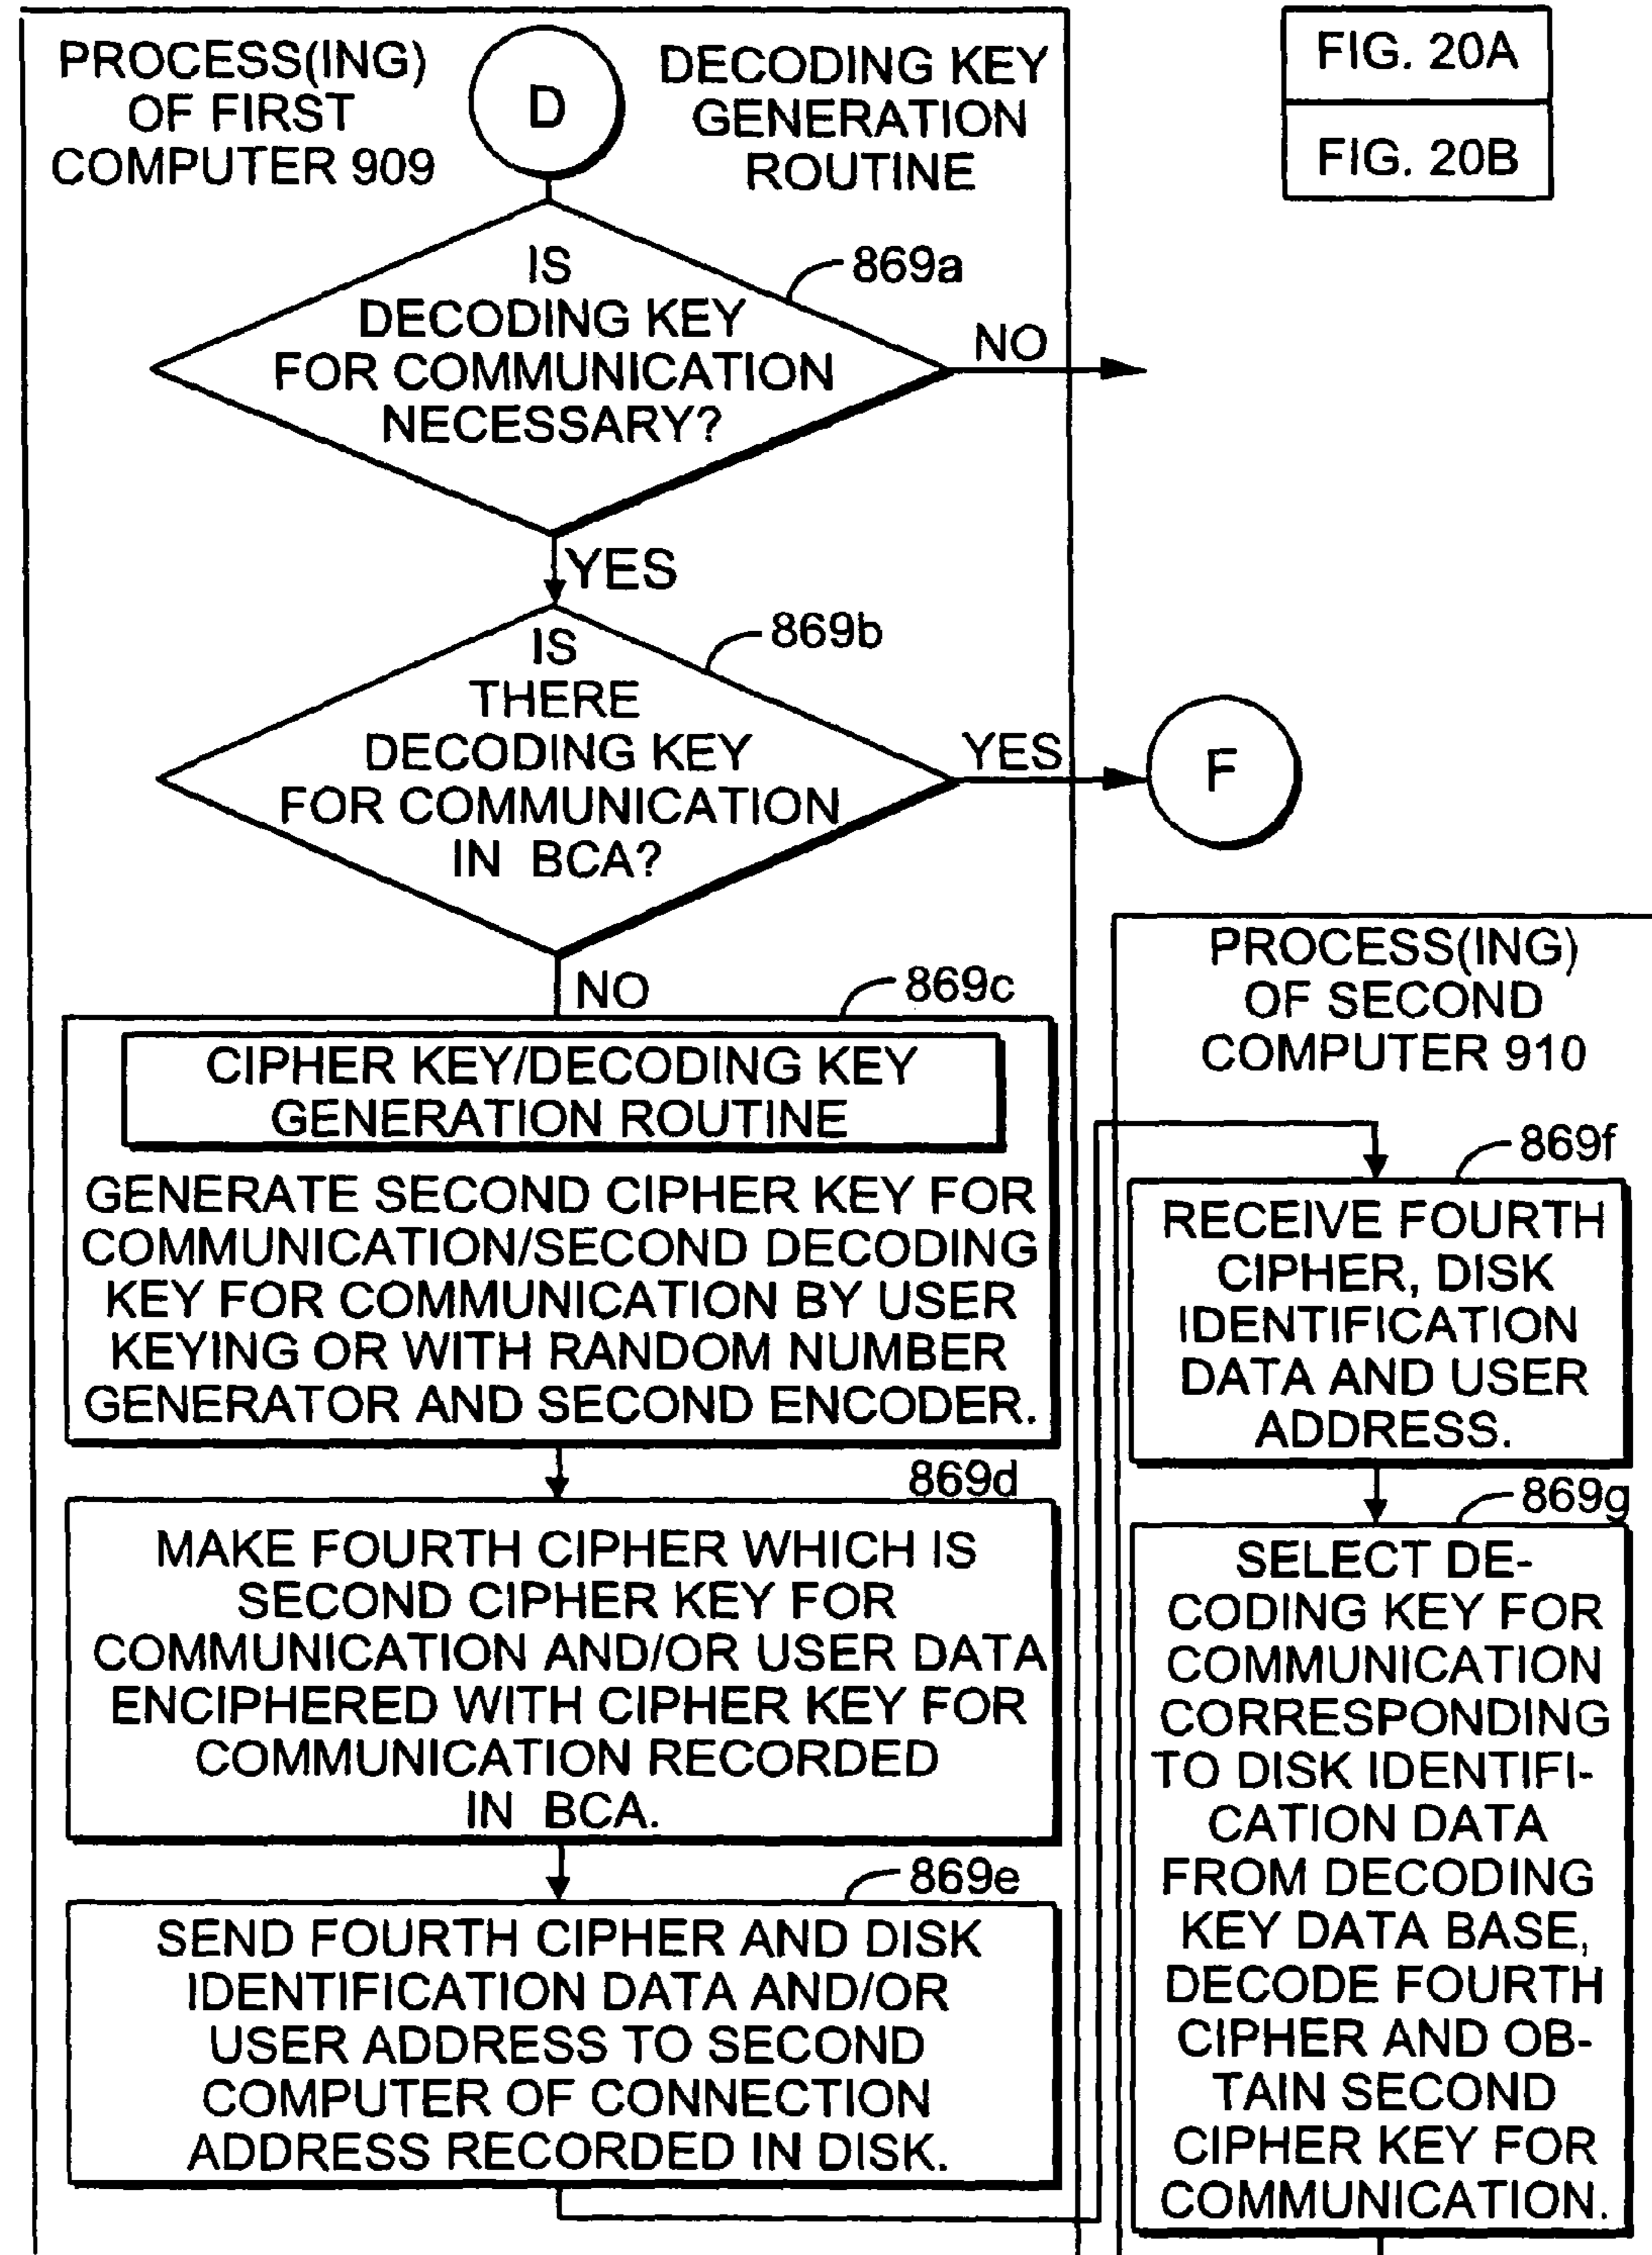 PROCESS(ING)
OF FIRST
COMPUTER 909
D
DECODING KEY
GENERATION
ROUTINE
FIG. 20A
FIG. 20B
IS
DECODING KEY
FOR COMMUNICATION
NECESSARY?
869a
NO
YES
IS
THERE
DECODING KEY
FOR COMMUNICATION
IN BCA?
869b
YES
F
NO
869c
CIPHER KEY/DECODING KEY
GENERATION ROUTINE
GENERATE SECOND CIPHER KEY FOR
COMMUNICATION/SECOND DECODING
KEY FOR COMMUNICATION BY USER
KEYING OR WITH RANDOM NUMBER
GENERATOR AND SECOND ENCODER.
869d
MAKE FOURTH CIPHER WHICH IS
SECOND CIPHER KEY FOR
COMMUNICATION AND/OR USER DATA
ENCIPHERED WITH CIPHER KEY FOR
COMMUNICATION RECORDED
IN BCA.
869e
SEND FOURTH CIPHER AND DISK
IDENTIFICATION DATA AND/OR
USER ADDRESS TO SECOND
COMPUTER OF CONNECTION
ADDRESS RECORDED IN DISK.
PROCESS(ING)
OF SECOND
COMPUTER 910
869f
RECEIVE FOURTH
CIPHER, DISK
IDENTIFICATION
DATA AND USER
ADDRESS.
869g
SELECT DE-
CODING KEY FOR
COMMUNICATION
CORRESPONDING
TO DISK IDENTIFI-
CATION DATA
FROM DECODING
KEY DATA BASE,
DECODE FOURTH
CIPHER AND OB-
TAIN SECOND
CIPHER KEY FOR
COMMUNICATION.